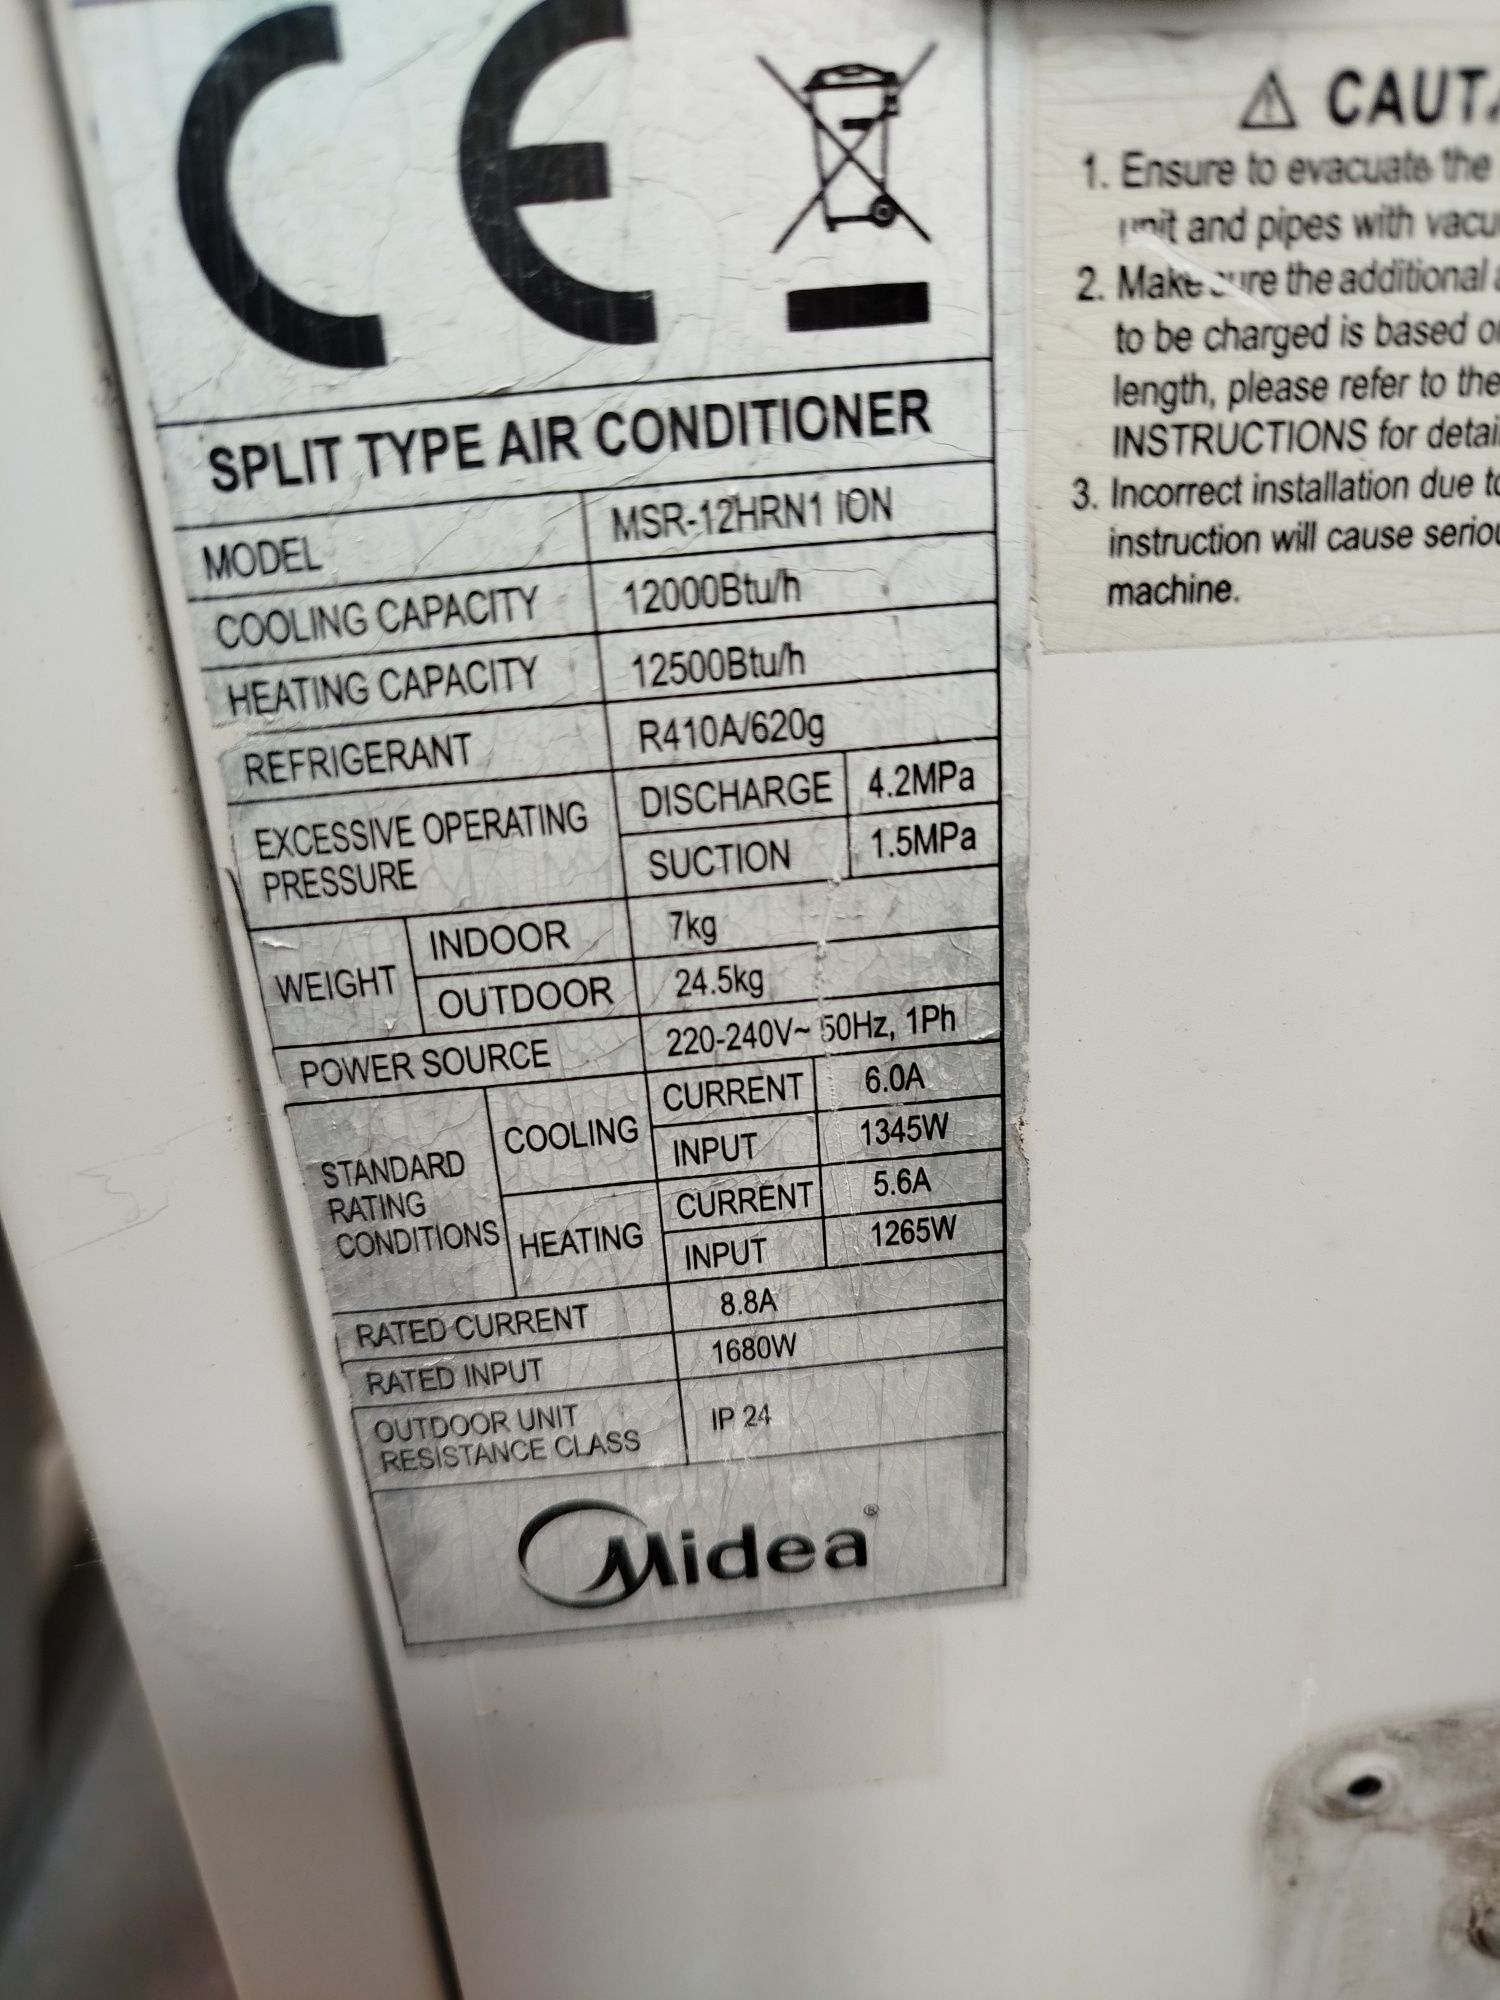 CE
SPLIT TYPE AIR CONDITIONER
MODEL MSR-12HRN1 ION
COOLING CAPACITY 12000Btu/h
HEATING CAPACITY 12500Btu/h
REFRIGERANT R410A/620g
EXCESSIVE OPERATING PRESSURE DISCHARGE 4.2MPa
SUCTION 1.5MPa
WEIGHT INDOOR 7kg
OUTDOOR 24.5kg
POWER SOURCE 220-240V~ 50Hz, 1Ph
STANDARD RATING CONDITIONS COOLING CURRENT 6.0A
INPUT 1345W
HEATING CURRENT 5.6A
INPUT 1265W
RATED CURRENT 8.8A
RATED INPUT 1680W
OUTDOOR UNIT RESISTANCE CLASS IP 24
Midea®
1. Ensure to evacuate the
unit and pipes with
2. Make sure the additional
to be charged is based
length, please refer to the
INSTRUCTIONS for
3. Incorrect installation due
instruction will cause
machine.